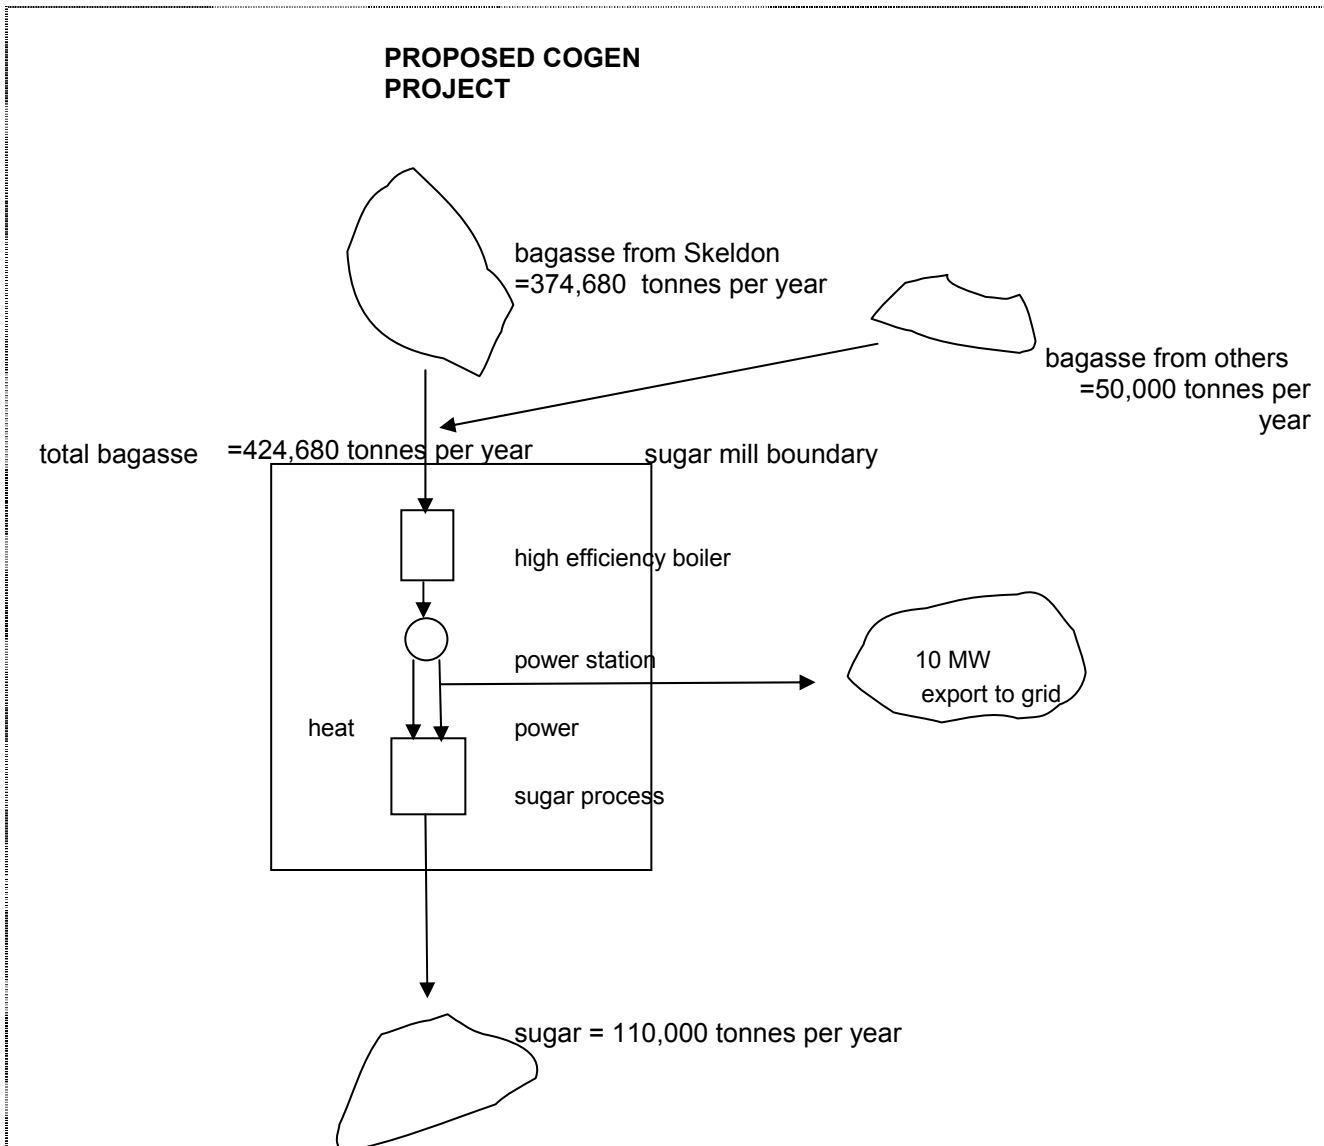 PROPOSED COGEN
PROJECT
bagasse from Skeldon
=374,680 tonnes per year
bagasse from others
=50,000 tonnes per
year
total bagasse =424,680 tonnes per year
sugar mill boundary
high efficiency boiler
power station
10 MW
export to grid
heat
power
sugar process
sugar = 110,000 tonnes per year